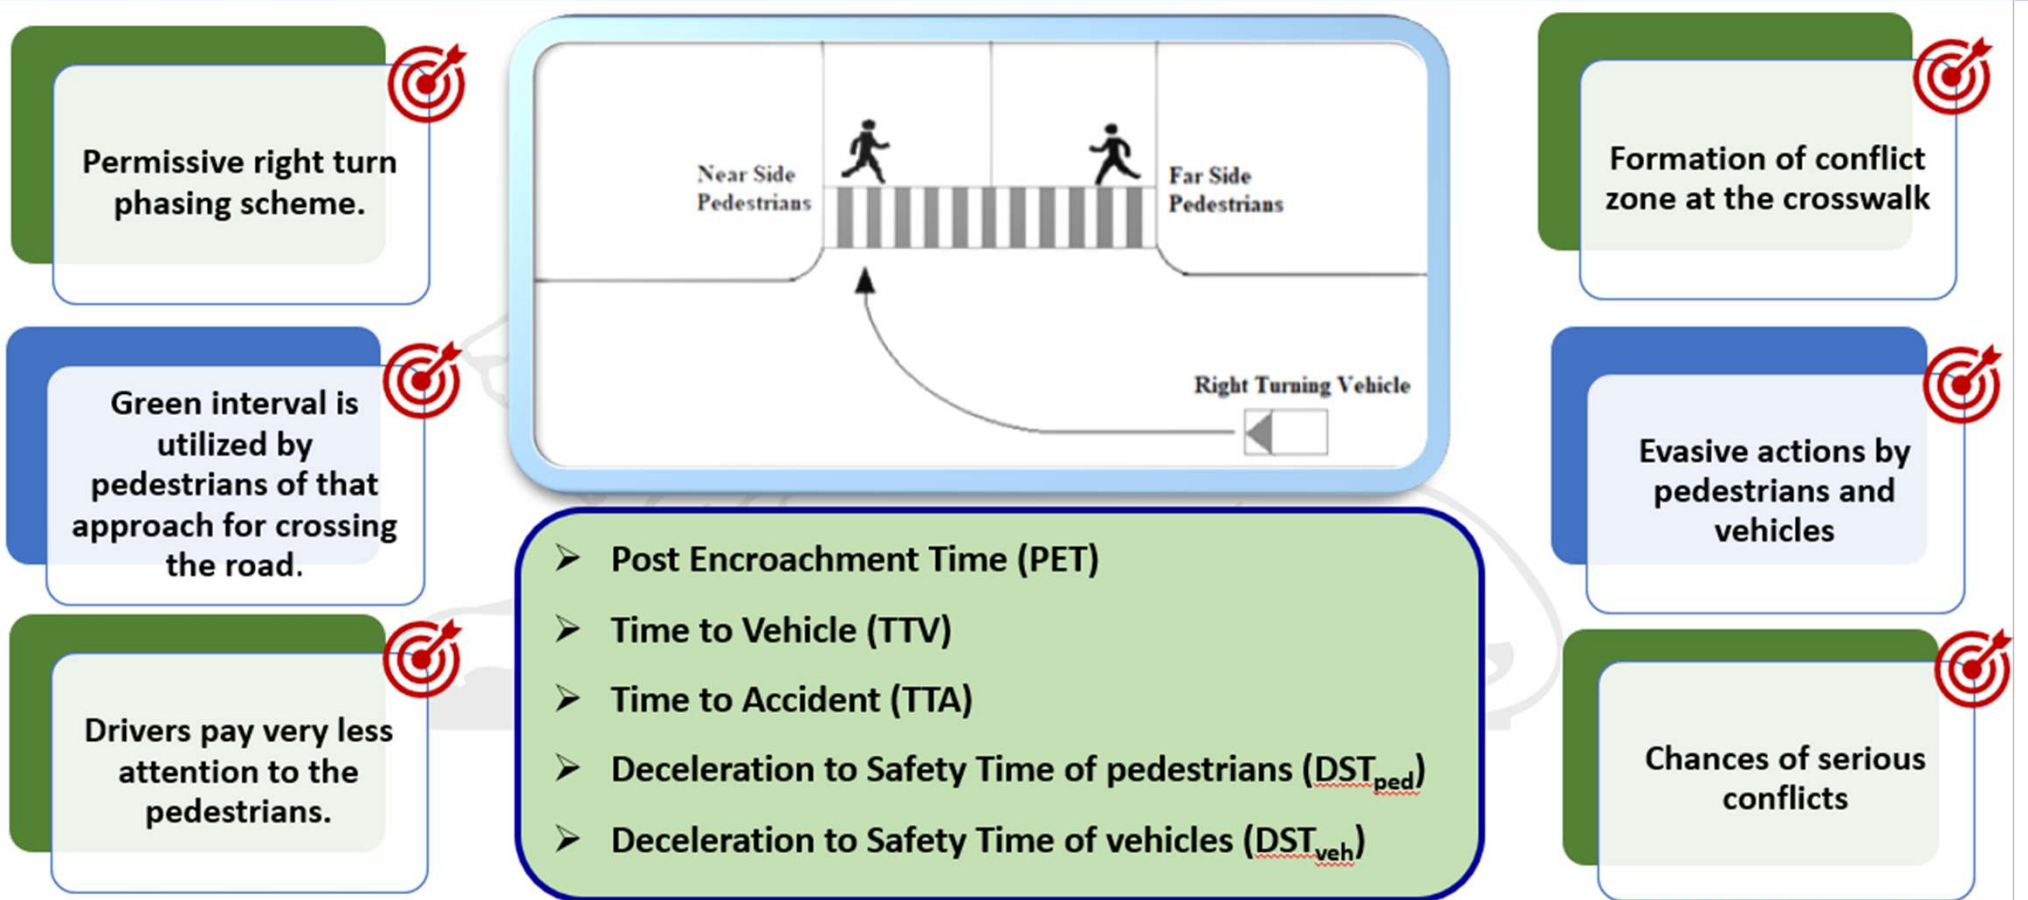 Permissive right turn
phasing scheme.
Green interval is
utilized by
pedestrians of that
approach for crossing
the road.
Drivers pay very less
attention to the
pedestrians.
Near Side
Pedestrians
Far Side
Pedestrians
Right Turning Vehicle
Post Encroachment Time (PET)
Time to Vehicle (TTV)
Time to Accident (TTA)
Deceleration to Safety Time of pedestrians (DSTped)
Deceleration to Safety Time of vehicles (DSTveh)
Formation of conflict
zone at the crosswalk
Evasive actions by
pedestrians and
vehicles
Chances of serious
conflicts